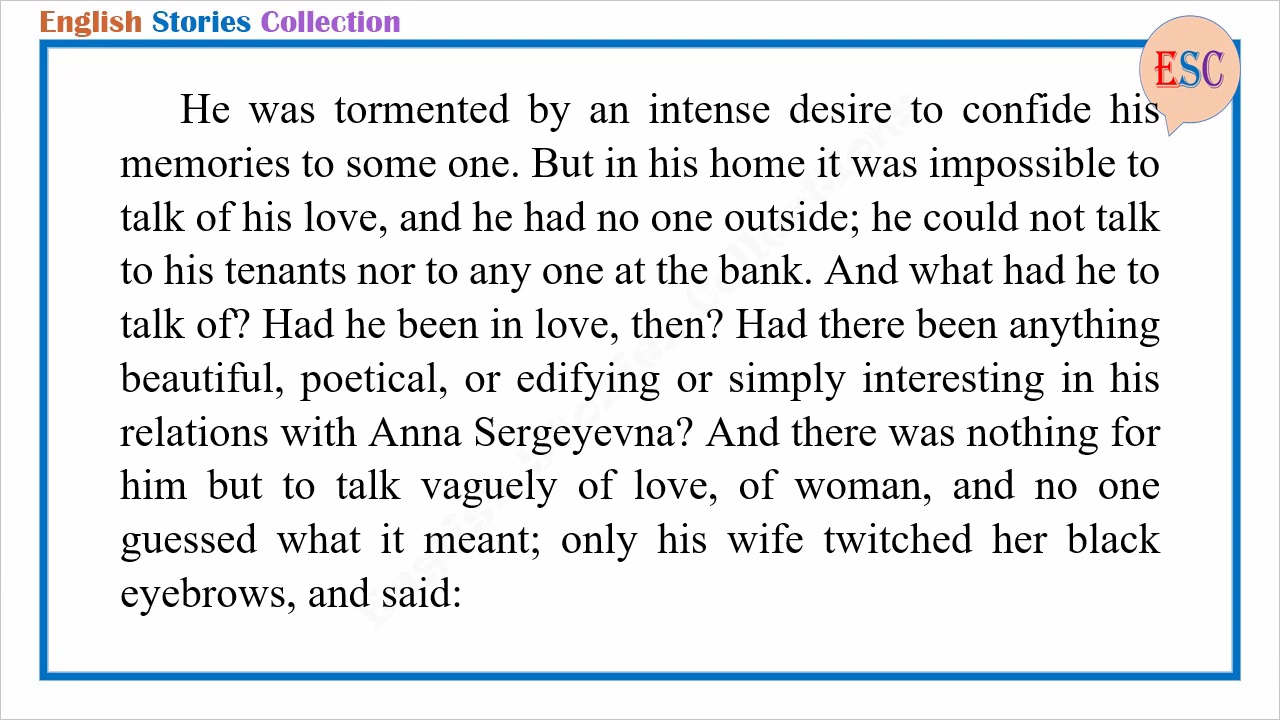 English Stories Collection
ESC
He was tormented by an intense desire to confide his
memories to some one. But in his home it was impossible to
talk of his love, and he had no one outside; he could not talk
to his tenants nor to any one at the bank. And what had he to
talk of? Had he been in love, then? Had there been anything
beautiful, poetical, or edifying or simply interesting in his
relations with Anna Sergeyevna? And there was nothing for
him but to talk vaguely of love, of woman, and no one
guessed what it meant; only his wife twitched her black
eyebrows, and said: